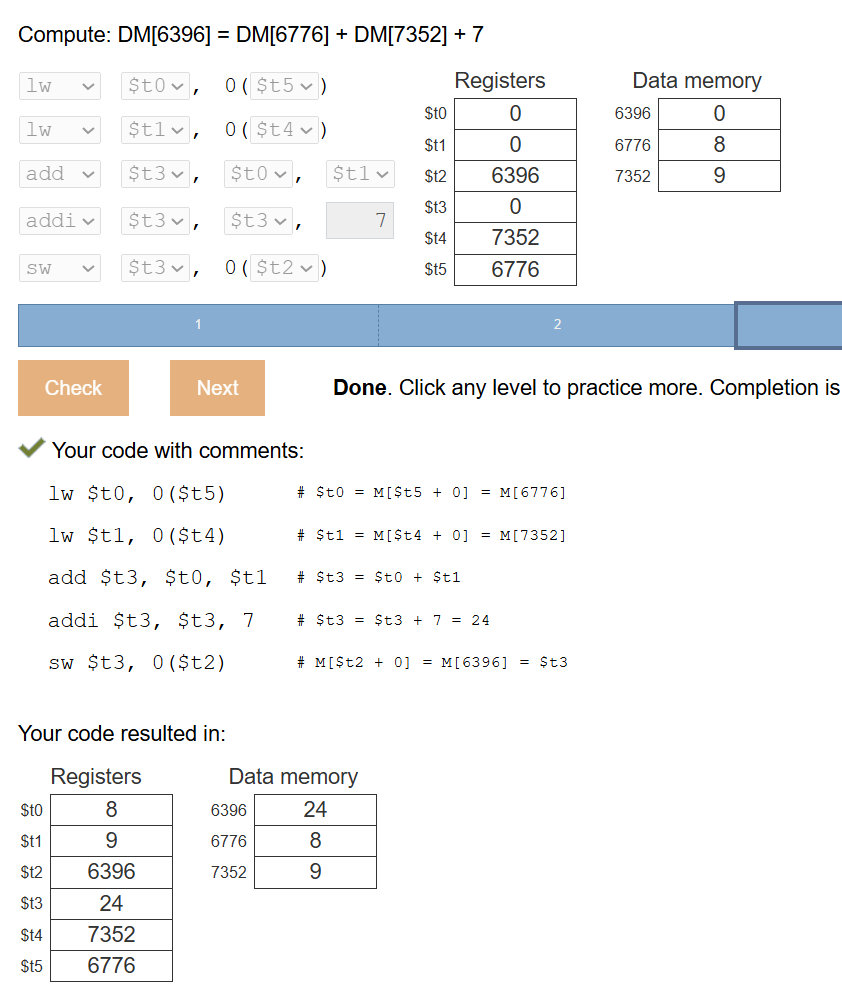 Compute: DM[6396] = DM[6776] + DM[7352] + 7
Registers Data memory
lw $t0, 0($t5)
lw $t1, 0($t4)
add $t3, $t0, $t1
addi $t3, $t3, 7
sw $t3, 0($t2)
$t0 0
$t1 0
$t2 6396
$t3 0
$t4 7352
$t5 6776
6396 0
6776 8
7352 9
1 2
Check Next Done. Click any level to practice more. Completion is
Your code with comments:
lw $t0, 0($t5) # $t0 = M[$t5 + 0] = M[6776]
lw $t1, 0($t4) # $t1 = M[$t4 + 0] = M[7352]
add $t3, $t0, $t1 # $t3 = $t0 + $t1
addi $t3, $t3, 7 # $t3 = $t3 + 7 = 24
sw $t3, 0($t2) # M[$t2 + 0] = M[6396] = $t3
Your code resulted in:
Registers Data memory
$t0 8 6396 24
$t1 9 6776 8
$t2 6396 7352 9
$t3 24
$t4 7352
$t5 6776